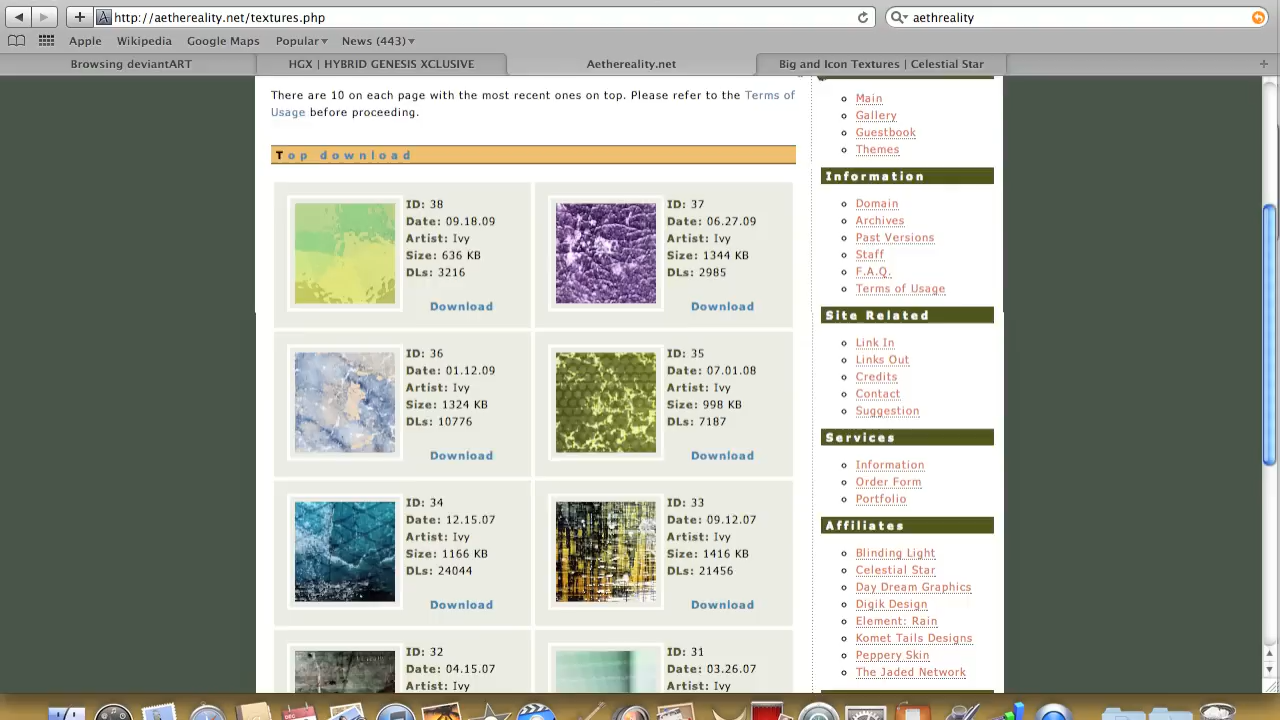 http://aethereality.net/textures.php
aethreality
Apple
Wikipedia
Google Maps
Popular
News (443)
Browsing deviantART
HGX | HYBRID GENESIS XCLUSIVE
Aethereality.net
Big and Icon Textures | Celestial Star
There are 10 on each page with the most recent ones on top. Please refer to the Terms of
Usage before proceeding.
Top download
ID: 38
Date: 09.18.09
Artist: Ivy
Size: 636 KB
DLs: 3216
Download
ID: 37
Date: 06.27.09
Artist: Ivy
Size: 1344 KB
DLs: 2985
Download
ID: 36
Date: 01.12.09
Artist: Ivy
Size: 1324 KB
DLs: 10776
Download
ID: 35
Date: 07.01.08
Artist: Ivy
Size: 998 KB
DLs: 7187
Download
ID: 34
Date: 12.15.07
Artist: Ivy
Size: 1166 KB
DLs: 24044
Download
ID: 33
Date: 09.12.07
Artist: Ivy
Size: 1416 KB
DLs: 21456
Download
ID: 32
Date: 04.15.07
Artist: Ivy
ID: 31
Date: 03.26.07
Artist: Ivy
Main
Gallery
Guestbook
Themes
Information
Domain
Archives
Past Versions
Staff
F.A.Q.
Terms of Usage
Site Related
Link In
Links Out
Credits
Contact
Suggestion
Services
Information
Order Form
Portfolio
Affiliates
Blinding Light
Celestial Star
Day Dream Graphics
Digik Design
Element: Rain
Komet Tails Designs
Peppery Skin
The Jaded Network